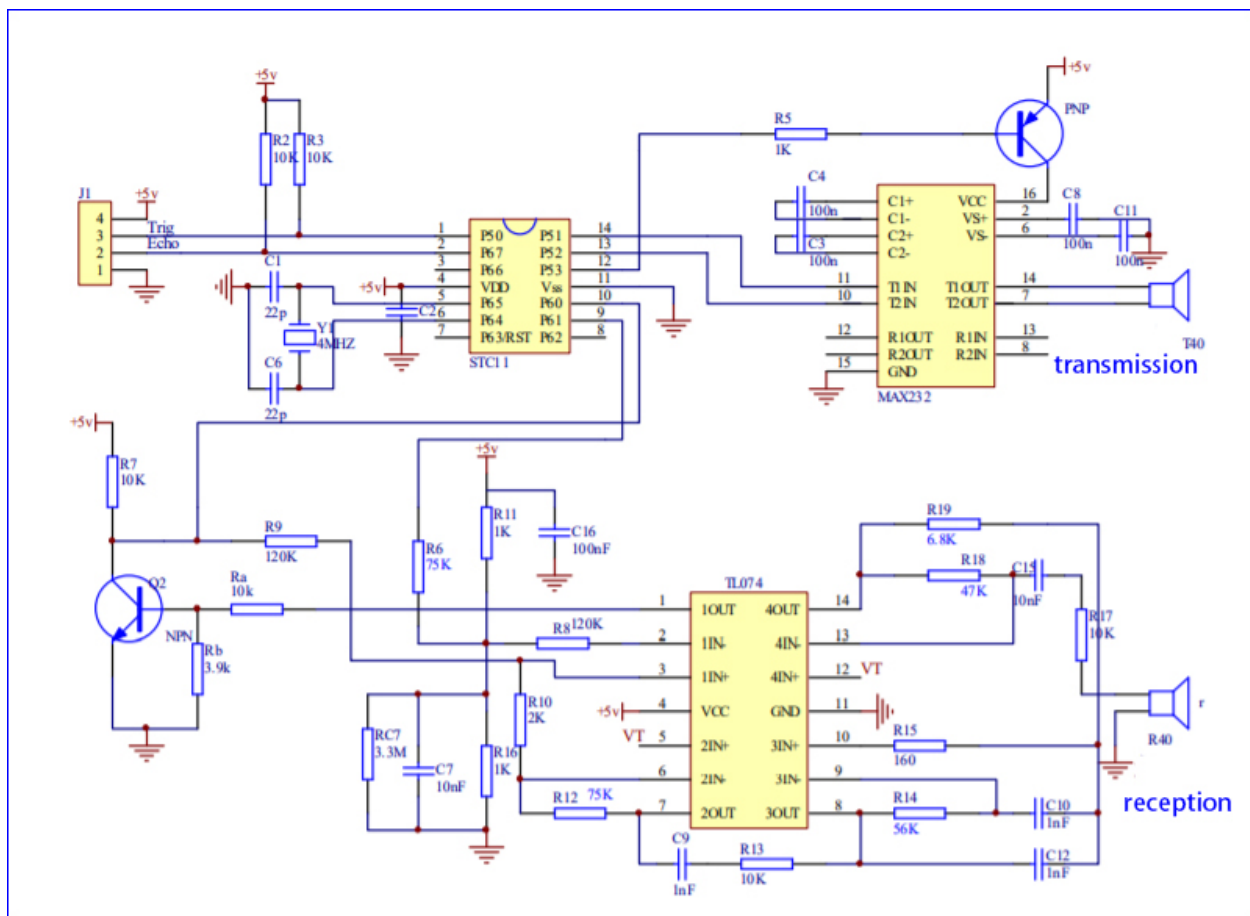 +5v
+5v
R2
10K
R3
10K
R5
1K
PNP
J1
+5v
4
3
2
1
Trig
Echo
C4
100n
C3
100n
C1+
C1-
C2+
C2-
T1IN
T2IN
R1OUT
R2OUT
GND
VCC
VS+
VS-
T1OUT
T2OUT
R1IN
R2IN
11
10
12
9
15
16
2
6
14
7
13
8
MAX232
C8
100n
C11
100n
T40
transmission
1
2
3
4
5
6
7
P50
P67
P66
VDD
P65
P64
P63/RST
P51
P52
P53
Vss
P60
P61
P62
14
13
12
11
10
9
8
STC11
+5v
C2
C1
22p
Y1
4MHZ
C6
22p
+5v
R7
10K
R9
120K
Q2
NPN
Ra
10k
Rb
3.9k
+5v
R11
1K
C16
100nF
R6
75K
R8
120K
R10
2K
RC7
3.3M
C7
10nF
R16
1K
R12
75K
C9
1nF
R13
10K
TL074
1
2
3
4
5
6
7
+5v
VT
1OUT
1IN-
1IN+
VCC
2IN+
2IN-
2OUT
4OUT
4IN-
4IN+
GND
3IN+
3IN-
3OUT
14
13
12
11
10
9
8
VT
R19
6.8K
R18
47K
C15
10nF
R17
10K
R15
160
R14
56K
C10
1nF
C12
1nF
r
R40
reception